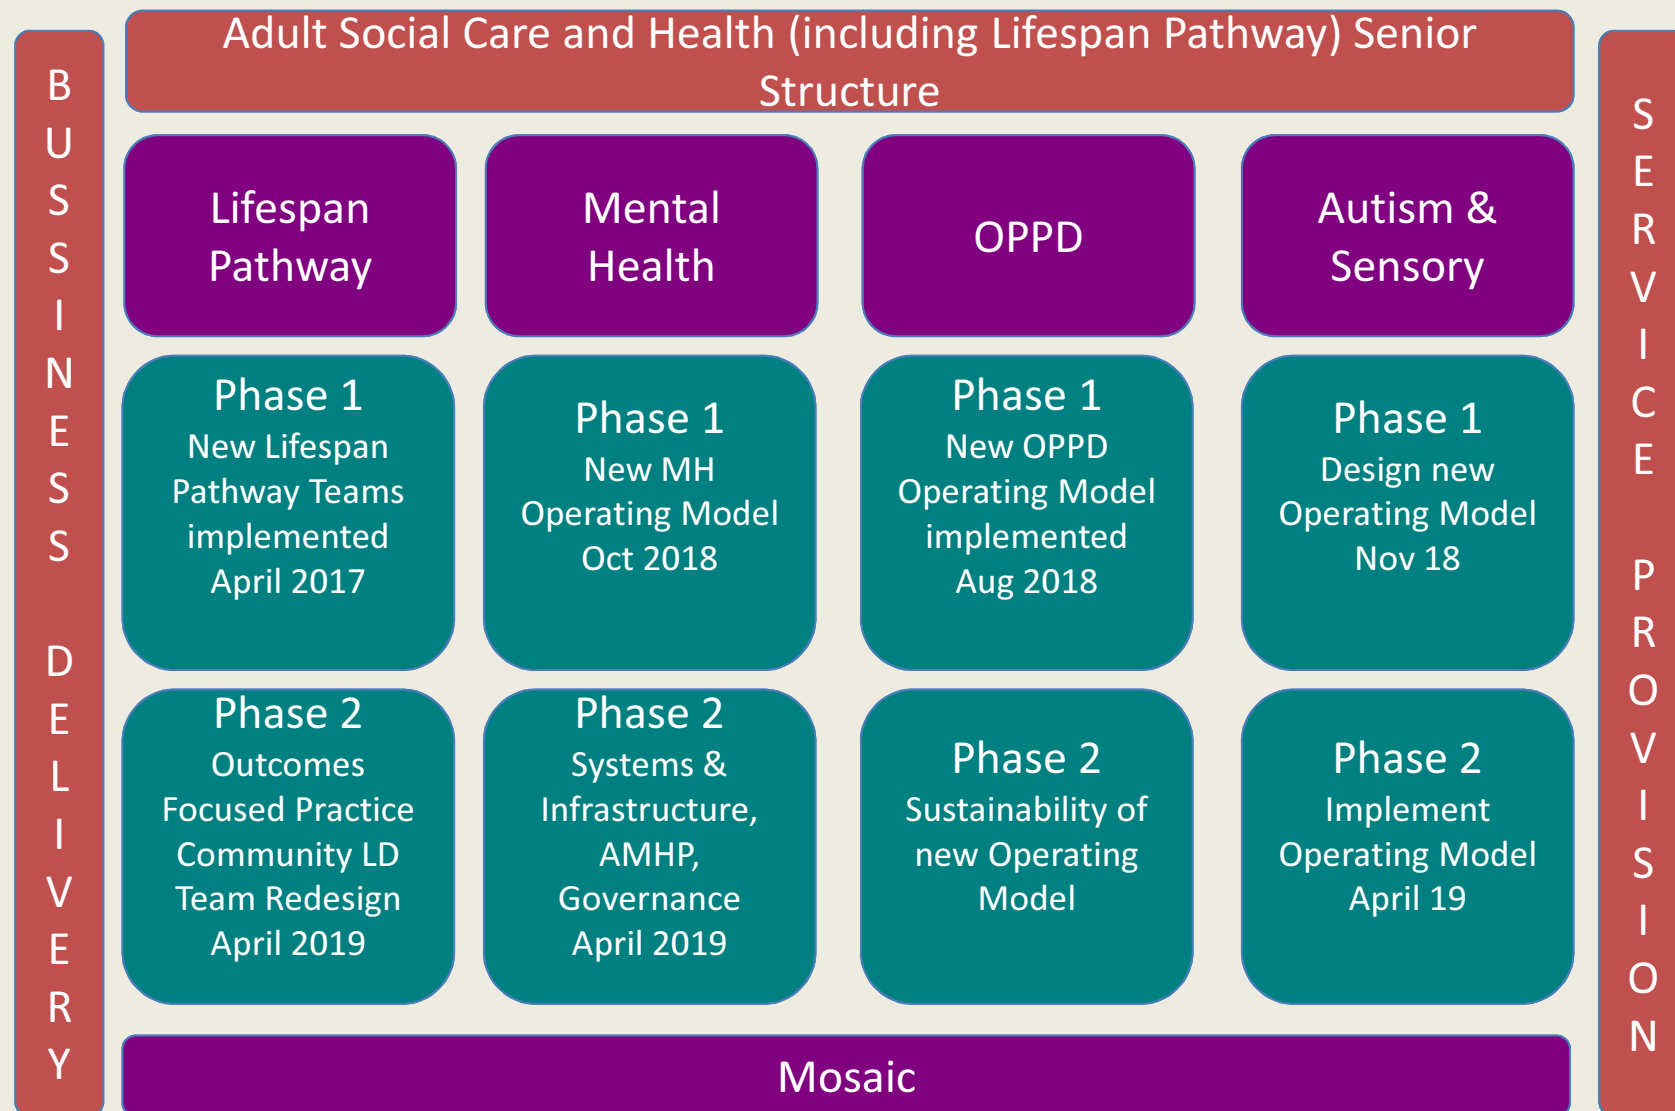 Adult Social Care and Health (including Lifespan Pathway) Senior
Structure
BUSSINESS DELIVERY
Lifespan
Pathway
Mental
Health
OPPD
Autism &
Sensory
Phase 1
New Lifespan
Pathway Teams
implemented
April 2017
Phase 1
New MH
Operating Model
Oct 2018
Phase 1
New OPPD
Operating Model
implemented
Aug 2018
Phase 1
Design new
Operating Model
Nov 18
Phase 2
Outcomes
Focused Practice
Community LD
Team Redesign
April 2019
Phase 2
Systems &
Infrastructure,
AMHP,
Governance
April 2019
Phase 2
Sustainability of
new Operating
Model
Phase 2
Implement
Operating Model
April 19
SERVICE PROVISION
Mosaic